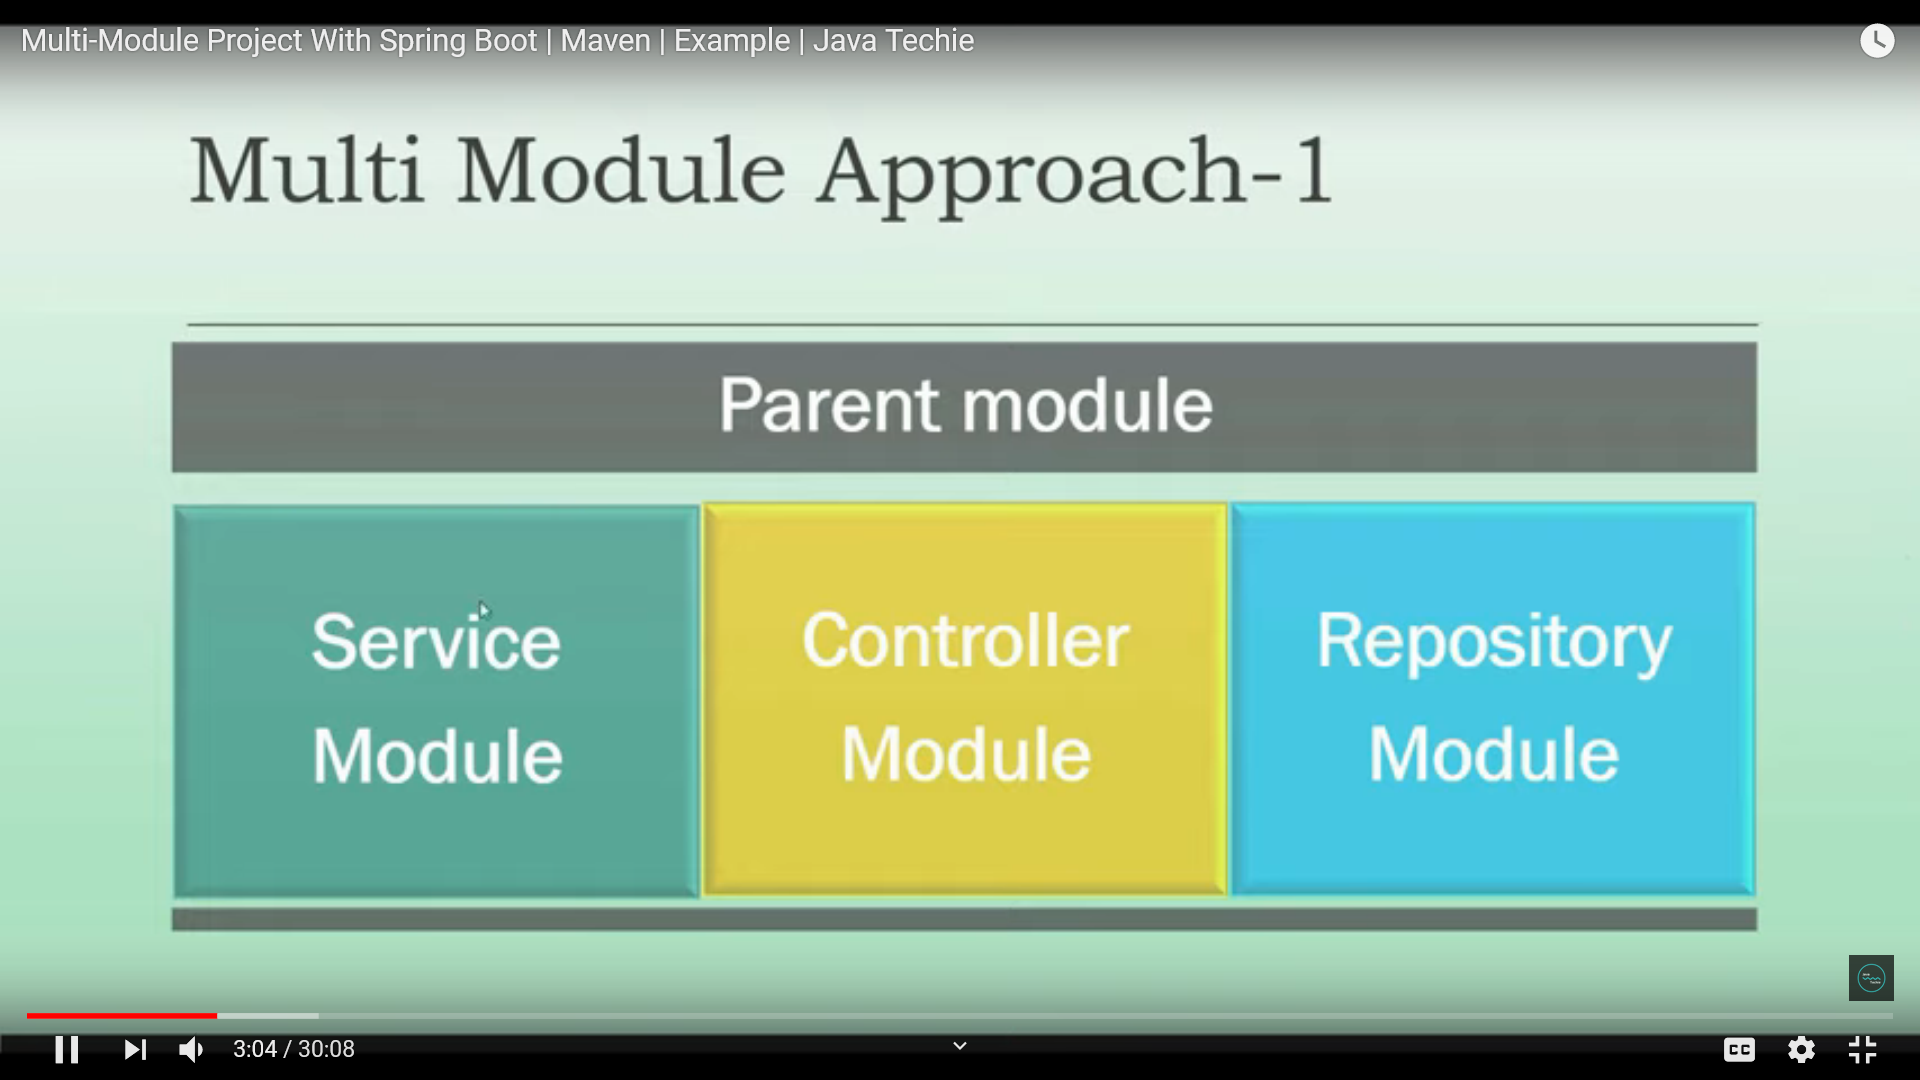 Multi-Module Project With Spring Boot | Maven | Example | Java Techie
Multi Module Approach-1
Parent module
Service
Module
Controller
Module
Repository
Module
3:04 / 30:08
CC